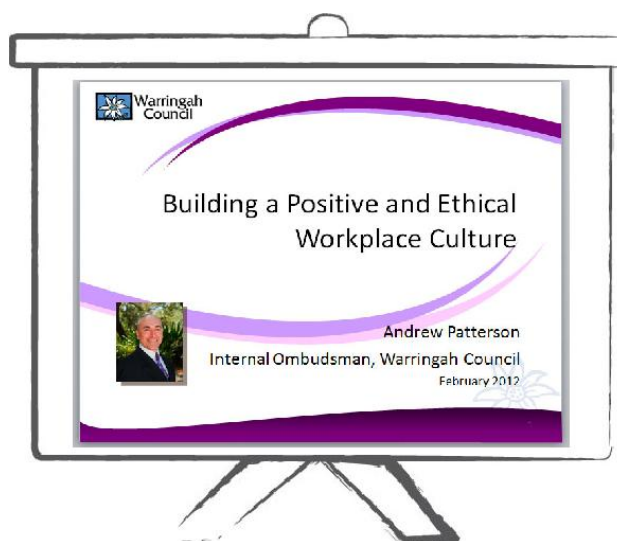 Warringah
Council
Building a Positive and Ethical
Workplace Culture
Andrew Patterson
Internal Ombudsman, Warringah Council
February 2012